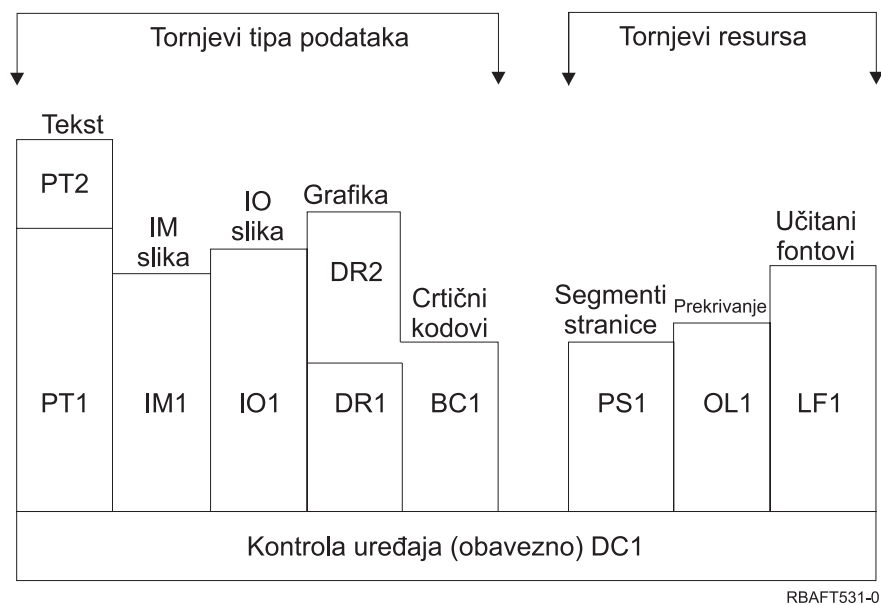 Tornjevi tipa podataka
Tornjevi resursa
Tekst
PT2
PT1
IM
slika
IM1
IO
slika
IO1
Grafika
DR2
DR1
Crtični
kodovi
BC1
Segmenti
stranice
PS1
Prekrivanje
OL1
Učitani
fontovi
LF1
Kontrola uređaja (obavezno) DC1
RBAFT531-0